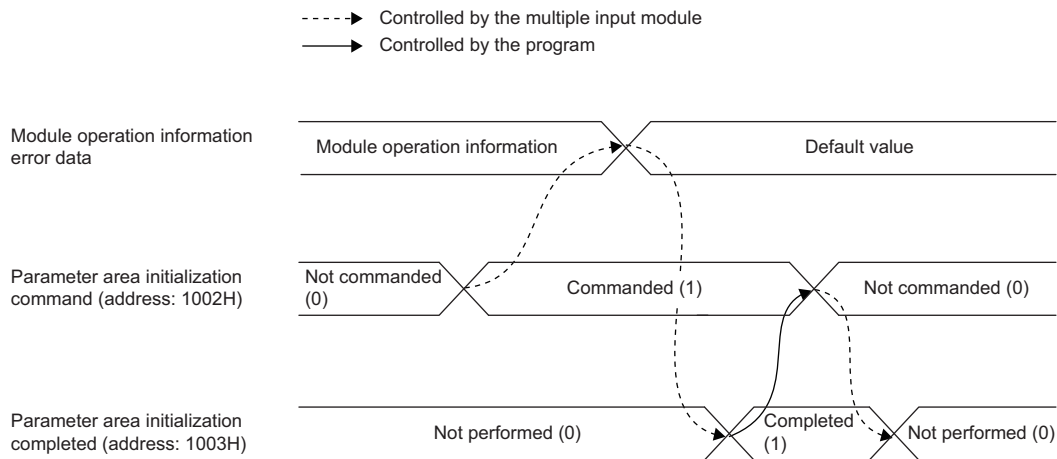 Controlled by the multiple input module
Controlled by the program
Module operation information
error data
Module operation information
Default value
Parameter area initialization
command (address: 1002H)
Not commanded
(0)
Commanded (1)
Not commanded (0)
Parameter area initialization
completed (address: 1003H)
Not performed (0)
Completed
(1)
Not performed (0)